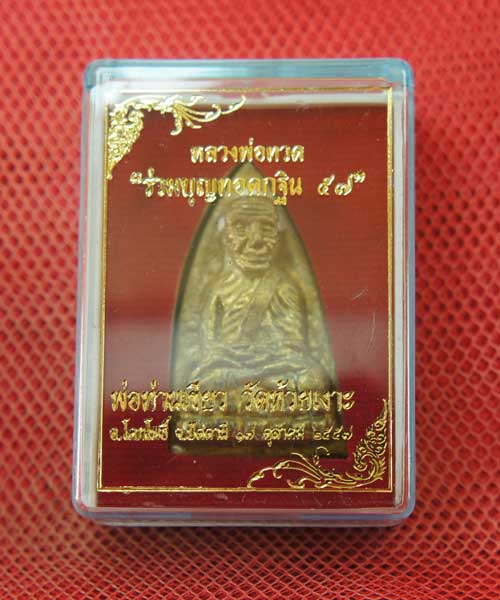 หลวงพ่อทวด
"ร่วมบุญทอดกฐิน ๕๗"
พ่อท่านเขียว วัดห้วยเงาะ
อ.โคกโพธิ์ จ.ปัตตานี ๑๗ ตุลาคม ๒๕๕๗